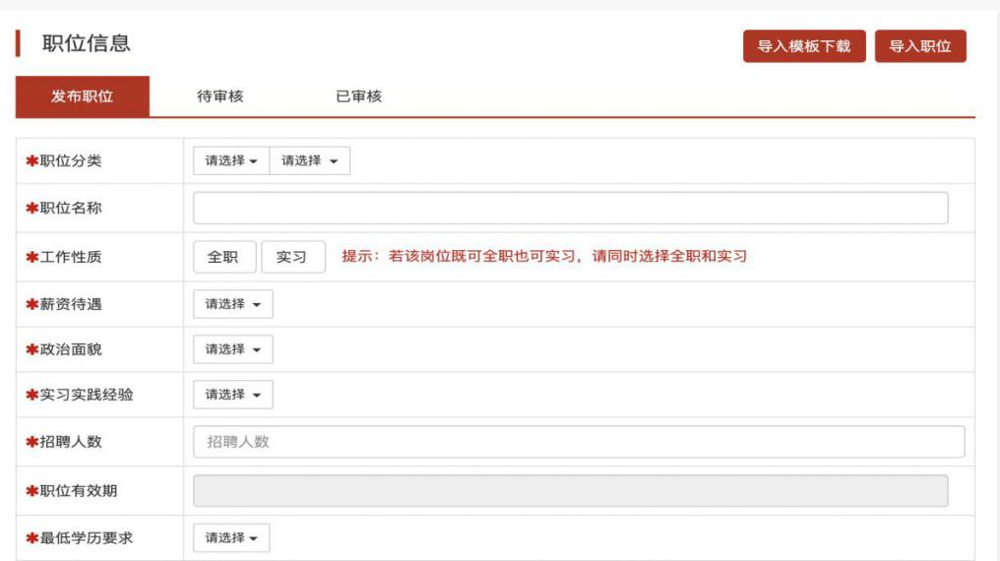 职位信息
导入模板下载 导入职位
发布职位 待审核 已审核
✱职位分类 请选择 请选择
✱职位名称
✱工作性质 全职 实习 提示：若该岗位既可全职也可实习，请同时选择全职和实习
✱薪资待遇 请选择
✱政治面貌 请选择
✱实习实践经验 请选择
✱招聘人数 招聘人数
✱职位有效期
✱最低学历要求 请选择